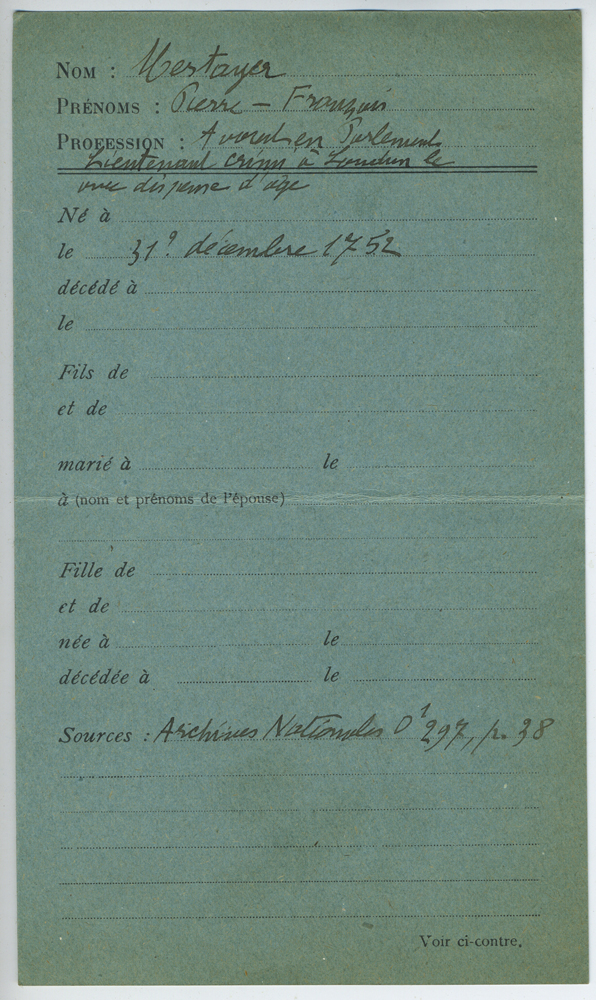 NOM : Mestayer
PRÉNOMS : Pierre - François
PROFESSION : Avocat en Parlement
Lieutenant crim à Loudun le
avec dispense d'age
Né à
le 31 décembre 1752
décédé à
le
Fils de
et de
marié à le
à (nom et prénoms de l'épouse)
Fille de
et de
née à le
décédée à le
Sources : Archives Nationales O1 297, p. 38
Voir ci-contre.